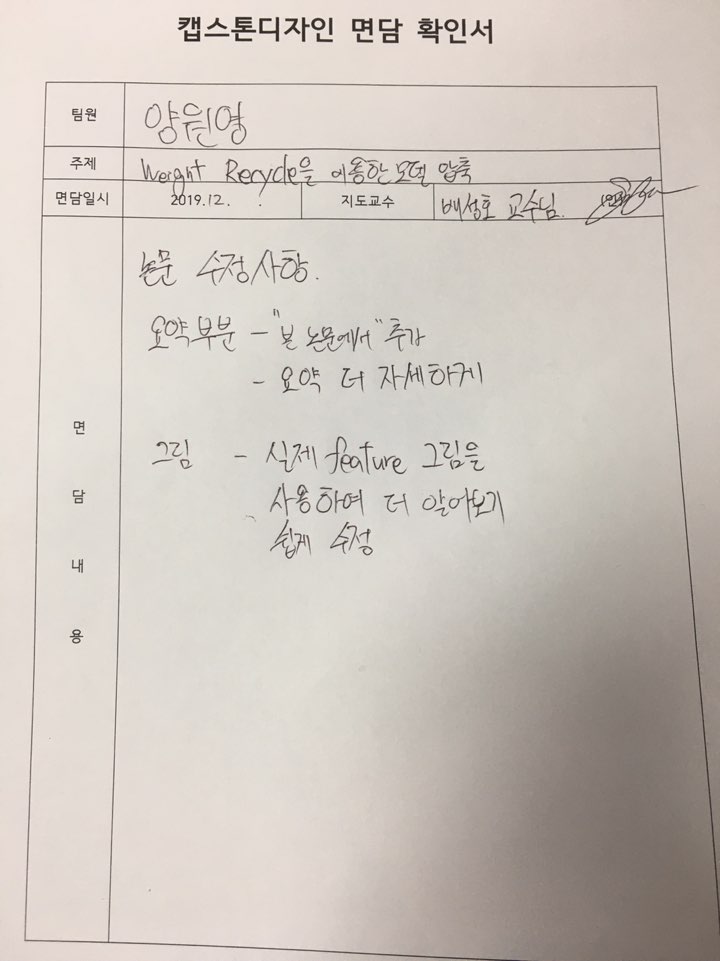 캡스톤디자인 면담 확인서
팀원 양원영
주제 Weight Recycle을 이용한 모델 압축
면담일시 2019.12. . 지도교수 배성호 교수님. (인)
면담내용
논문 수정사항.
요약부분 - "본 논문에서" 추가
- 요약 더 자세하게
그림 - 실제 feature 그림을
사용하여 더 알아보기
쉽게 수정